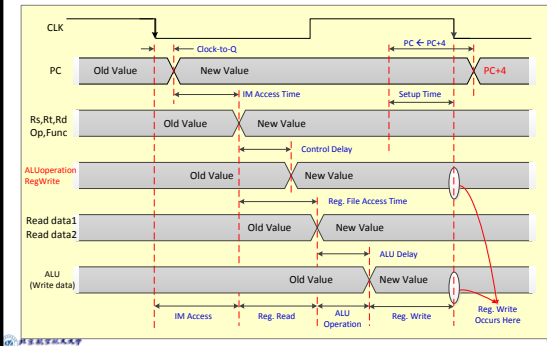 CLK
Clock-to-Q
PC ← PC+4
PC
Old Value
New Value
PC+4
IM Access Time
Setup Time
Rs,Rt,Rd
Op,Func
Old Value
New Value
Control Delay
ALUoperation
RegWrite
Old Value
New Value
Reg. File Access Time
Read data1
Read data2
Old Value
New Value
ALU Delay
ALU
(Write data)
Old Value
New Value
IM Access
Reg. Read
ALU
Operation
Reg. Write
Reg. Write
Occurs Here